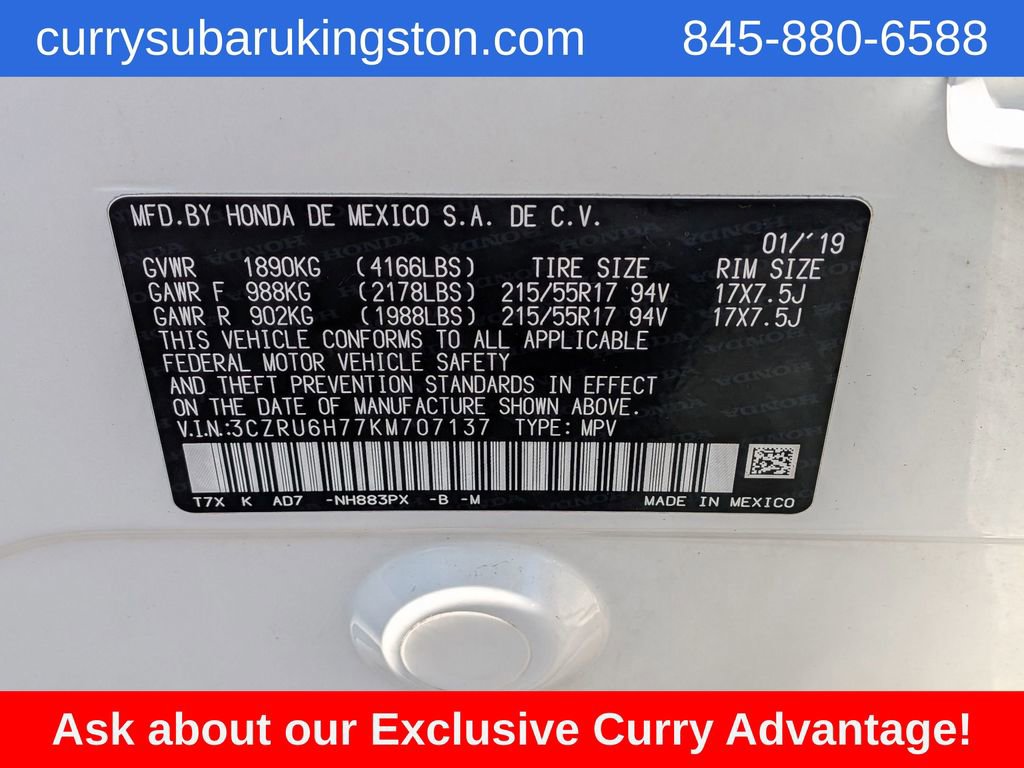 currysubarukingston.com 845-880-6588
MFD.BY HONDA DE MEXICO S.A. DE C.V.
01/'19
GVWR 1890KG (4166LBS) TIRE SIZE RIM SIZE
GAWR F 988KG (2178LBS) 215/55R17 94V 17X7.5J
GAWR R 902KG (1988LBS) 215/55R17 94V 17X7.5J
THIS VEHICLE CONFORMS TO ALL APPLICABLE
FEDERAL MOTOR VEHICLE SAFETY
AND THEFT PREVENTION STANDARDS IN EFFECT
ON THE DATE OF MANUFACTURE SHOWN ABOVE.
V.I.N.:3CZRU6H77KM707137 TYPE: MPV
T7X K AD7 -NH883PX -B -M MADE IN MEXICO
Ask about our Exclusive Curry Advantage!